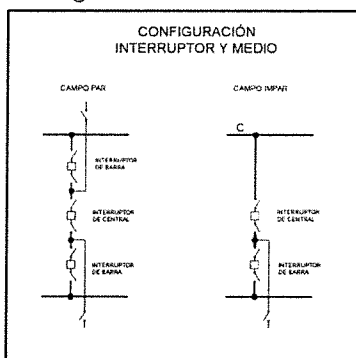 CONFIGURACIÓN
INTERRUPTOR Y MEDIO
CAMPO PAR
CAMPO IMPAR
C
INTERRUPTOR
DE BARRA
INTERRUPTOR
DE CENTRAL
INTERRUPTOR
DE CENTRAL
INTERRUPTOR
DE BARRA
INTERRUPTOR
DE BARRA